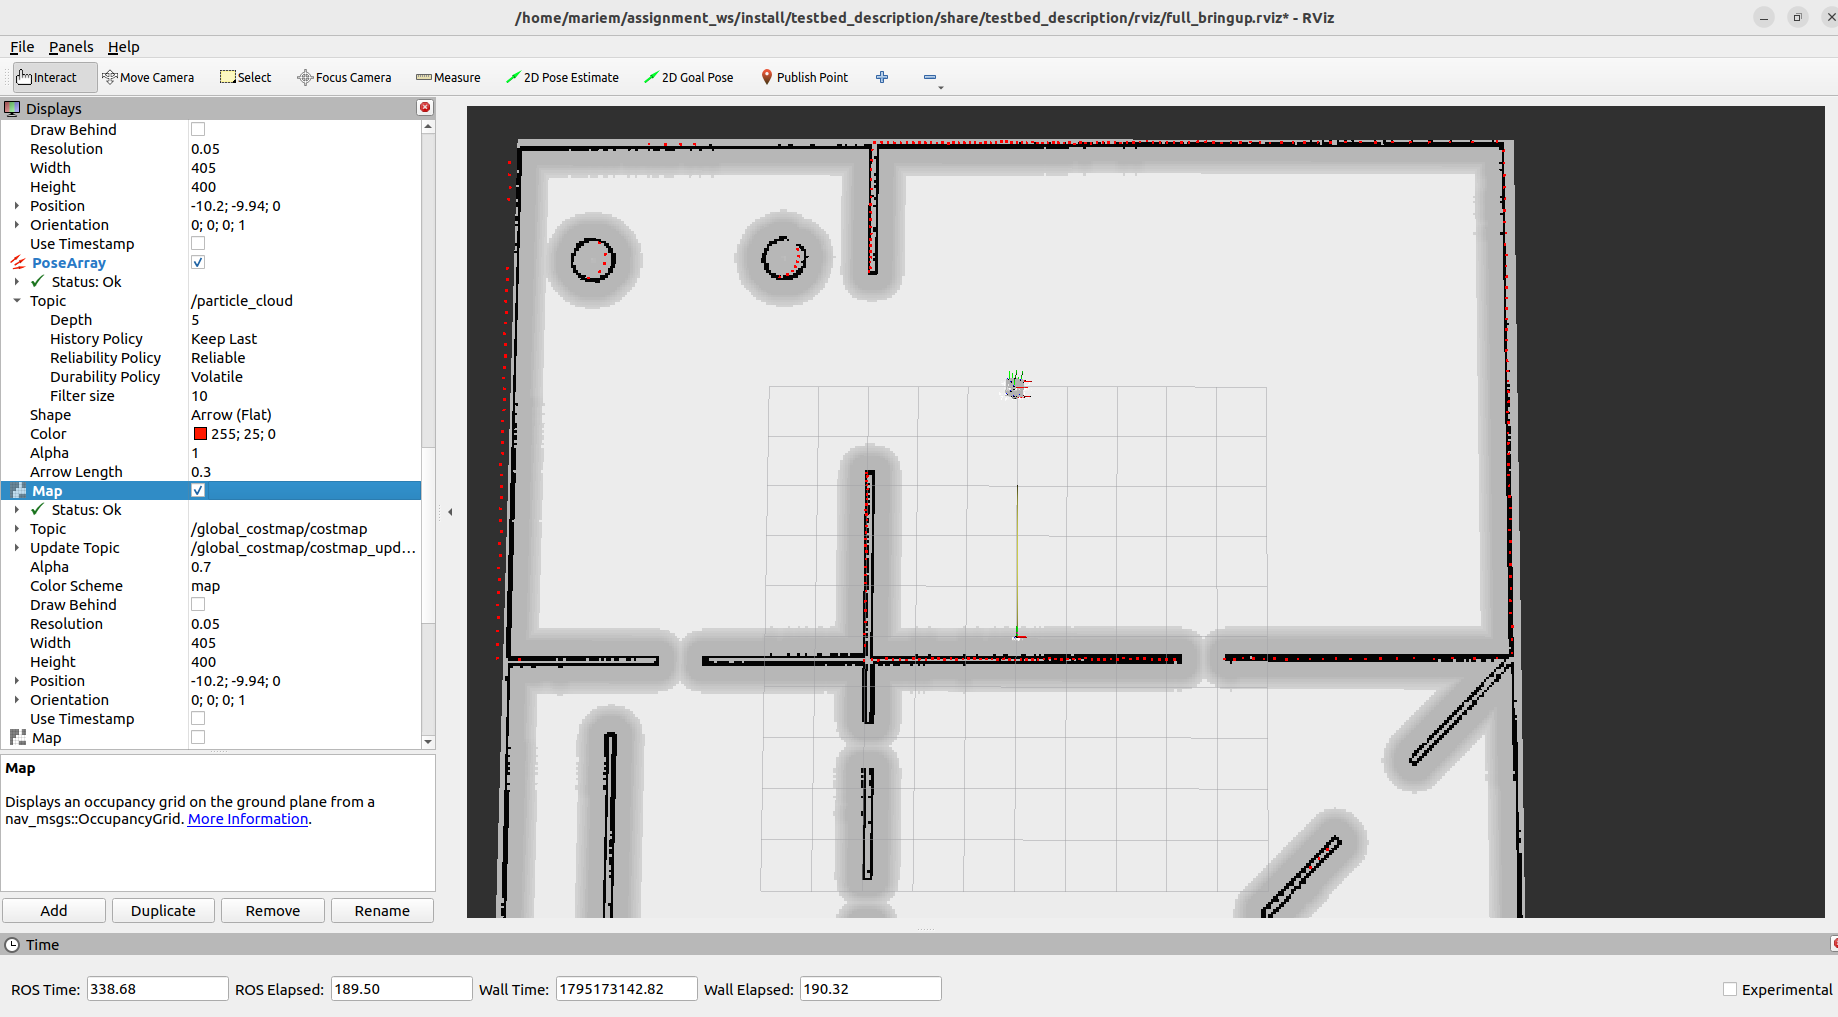 /home/mariem/assignment_ws/install/testbed_description/share/testbed_description/rviz/full_bringup.rviz* - RViz
File Panels Help
Interact Move Camera Select Focus Camera Measure 2D Pose Estimate 2D Goal Pose Publish Point
Displays
Draw Behind
Resolution 0.05
Width 405
Height 400
Position -10.2; -9.94; 0
Orientation 0; 0; 0; 1
Use Timestamp
PoseArray
Status: Ok
Topic /particle_cloud
Depth 5
History Policy Keep Last
Reliability Policy Reliable
Durability Policy Volatile
Filter size 10
Shape Arrow (Flat)
Color 255; 25; 0
Alpha 1
Arrow Length 0.3
Map
Status: Ok
Topic /global_costmap/costmap
Update Topic /global_costmap/costmap_upd...
Alpha 0.7
Color Scheme map
Draw Behind
Resolution 0.05
Width 405
Height 400
Position -10.2; -9.94; 0
Orientation 0; 0; 0; 1
Use Timestamp
Map
Map
Displays an occupancy grid on the ground plane from a
nav_msgs::OccupancyGrid. More Information.
Add Duplicate Remove Rename
Time
ROS Time: 338.68 ROS Elapsed: 189.50 Wall Time: 1795173142.82 Wall Elapsed: 190.32 Experimental